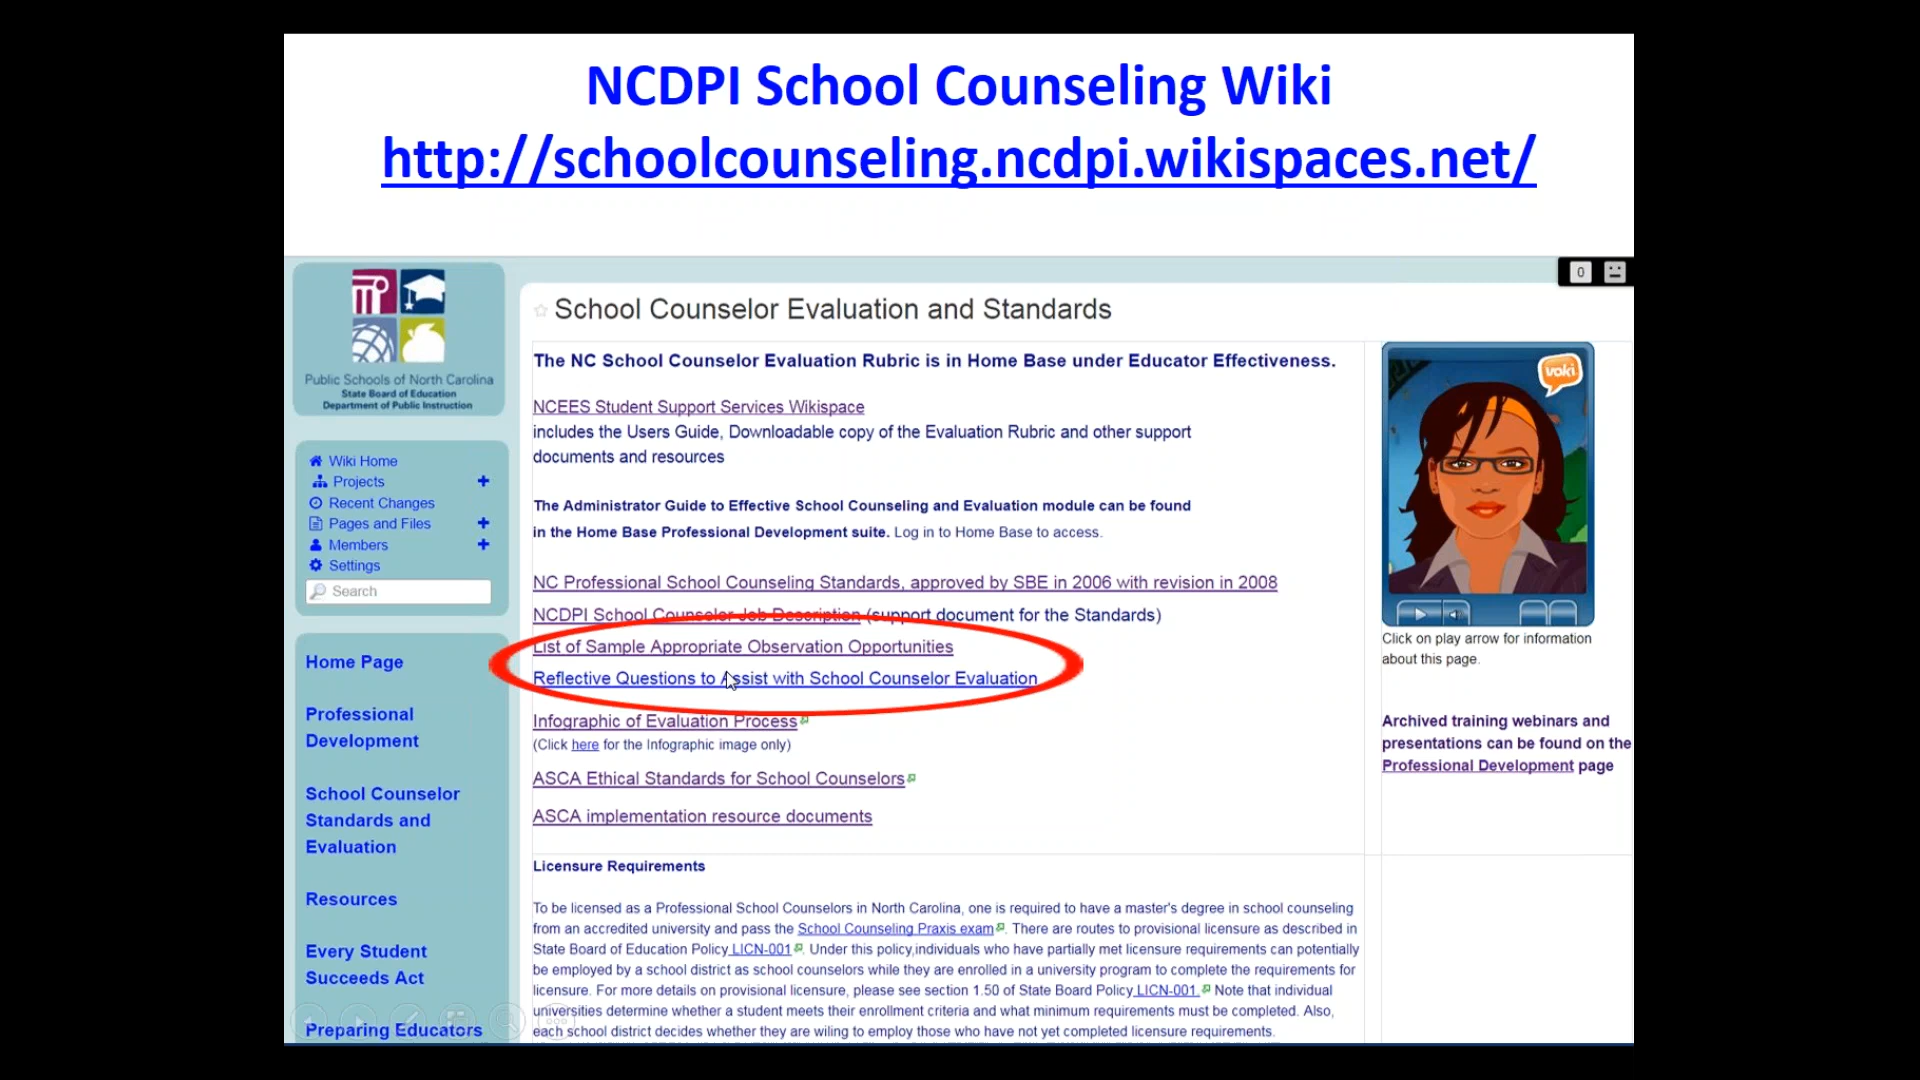 NCDPI School Counseling Wiki
http://schoolcounseling.ncdpi.wikispaces.net/
0
Public Schools of North Carolina
State Board of Education
Department of Public Instruction
Wiki Home
Projects
Recent Changes
Pages and Files
Members
Settings
Search
Home Page
Professional
Development
School Counselor
Standards and
Evaluation
Resources
Every Student
Succeeds Act
Preparing Educators
School Counselor Evaluation and Standards
The NC School Counselor Evaluation Rubric is in Home Base under Educator Effectiveness.
NCEES Student Support Services Wikispace
includes the Users Guide, Downloadable copy of the Evaluation Rubric and other support
documents and resources
The Administrator Guide to Effective School Counseling and Evaluation module can be found
in the Home Base Professional Development suite. Log in to Home Base to access.
NC Professional School Counseling Standards, approved by SBE in 2006 with revision in 2008
NCDPI School Counselor Job Description (support document for the Standards)
List of Sample Appropriate Observation Opportunities
Reflective Questions to Assist with School Counselor Evaluation
Infographic of Evaluation Process
(Click here for the Infographic image only)
ASCA Ethical Standards for School Counselors
ASCA implementation resource documents
Licensure Requirements
To be licensed as a Professional School Counselors in North Carolina, one is required to have a master's degree in school counseling
from an accredited university and pass the School Counseling Praxis exam. There are routes to provisional licensure as described in
State Board of Education Policy LICN-001. Under this policy,individuals who have partially met licensure requirements can potentially
be employed by a school district as school counselors while they are enrolled in a university program to complete the requirements for
licensure. For more details on provisional licensure, please see section 1.50 of State Board Policy LICN-001. Note that individual
universities determine whether a student meets their enrollment criteria and what minimum requirements must be completed. Also,
each school district decides whether they are wiling to employ those who have not yet completed licensure requirements.
voki
Click on play arrow for information
about this page.
Archived training webinars and
presentations can be found on the
Professional Development page